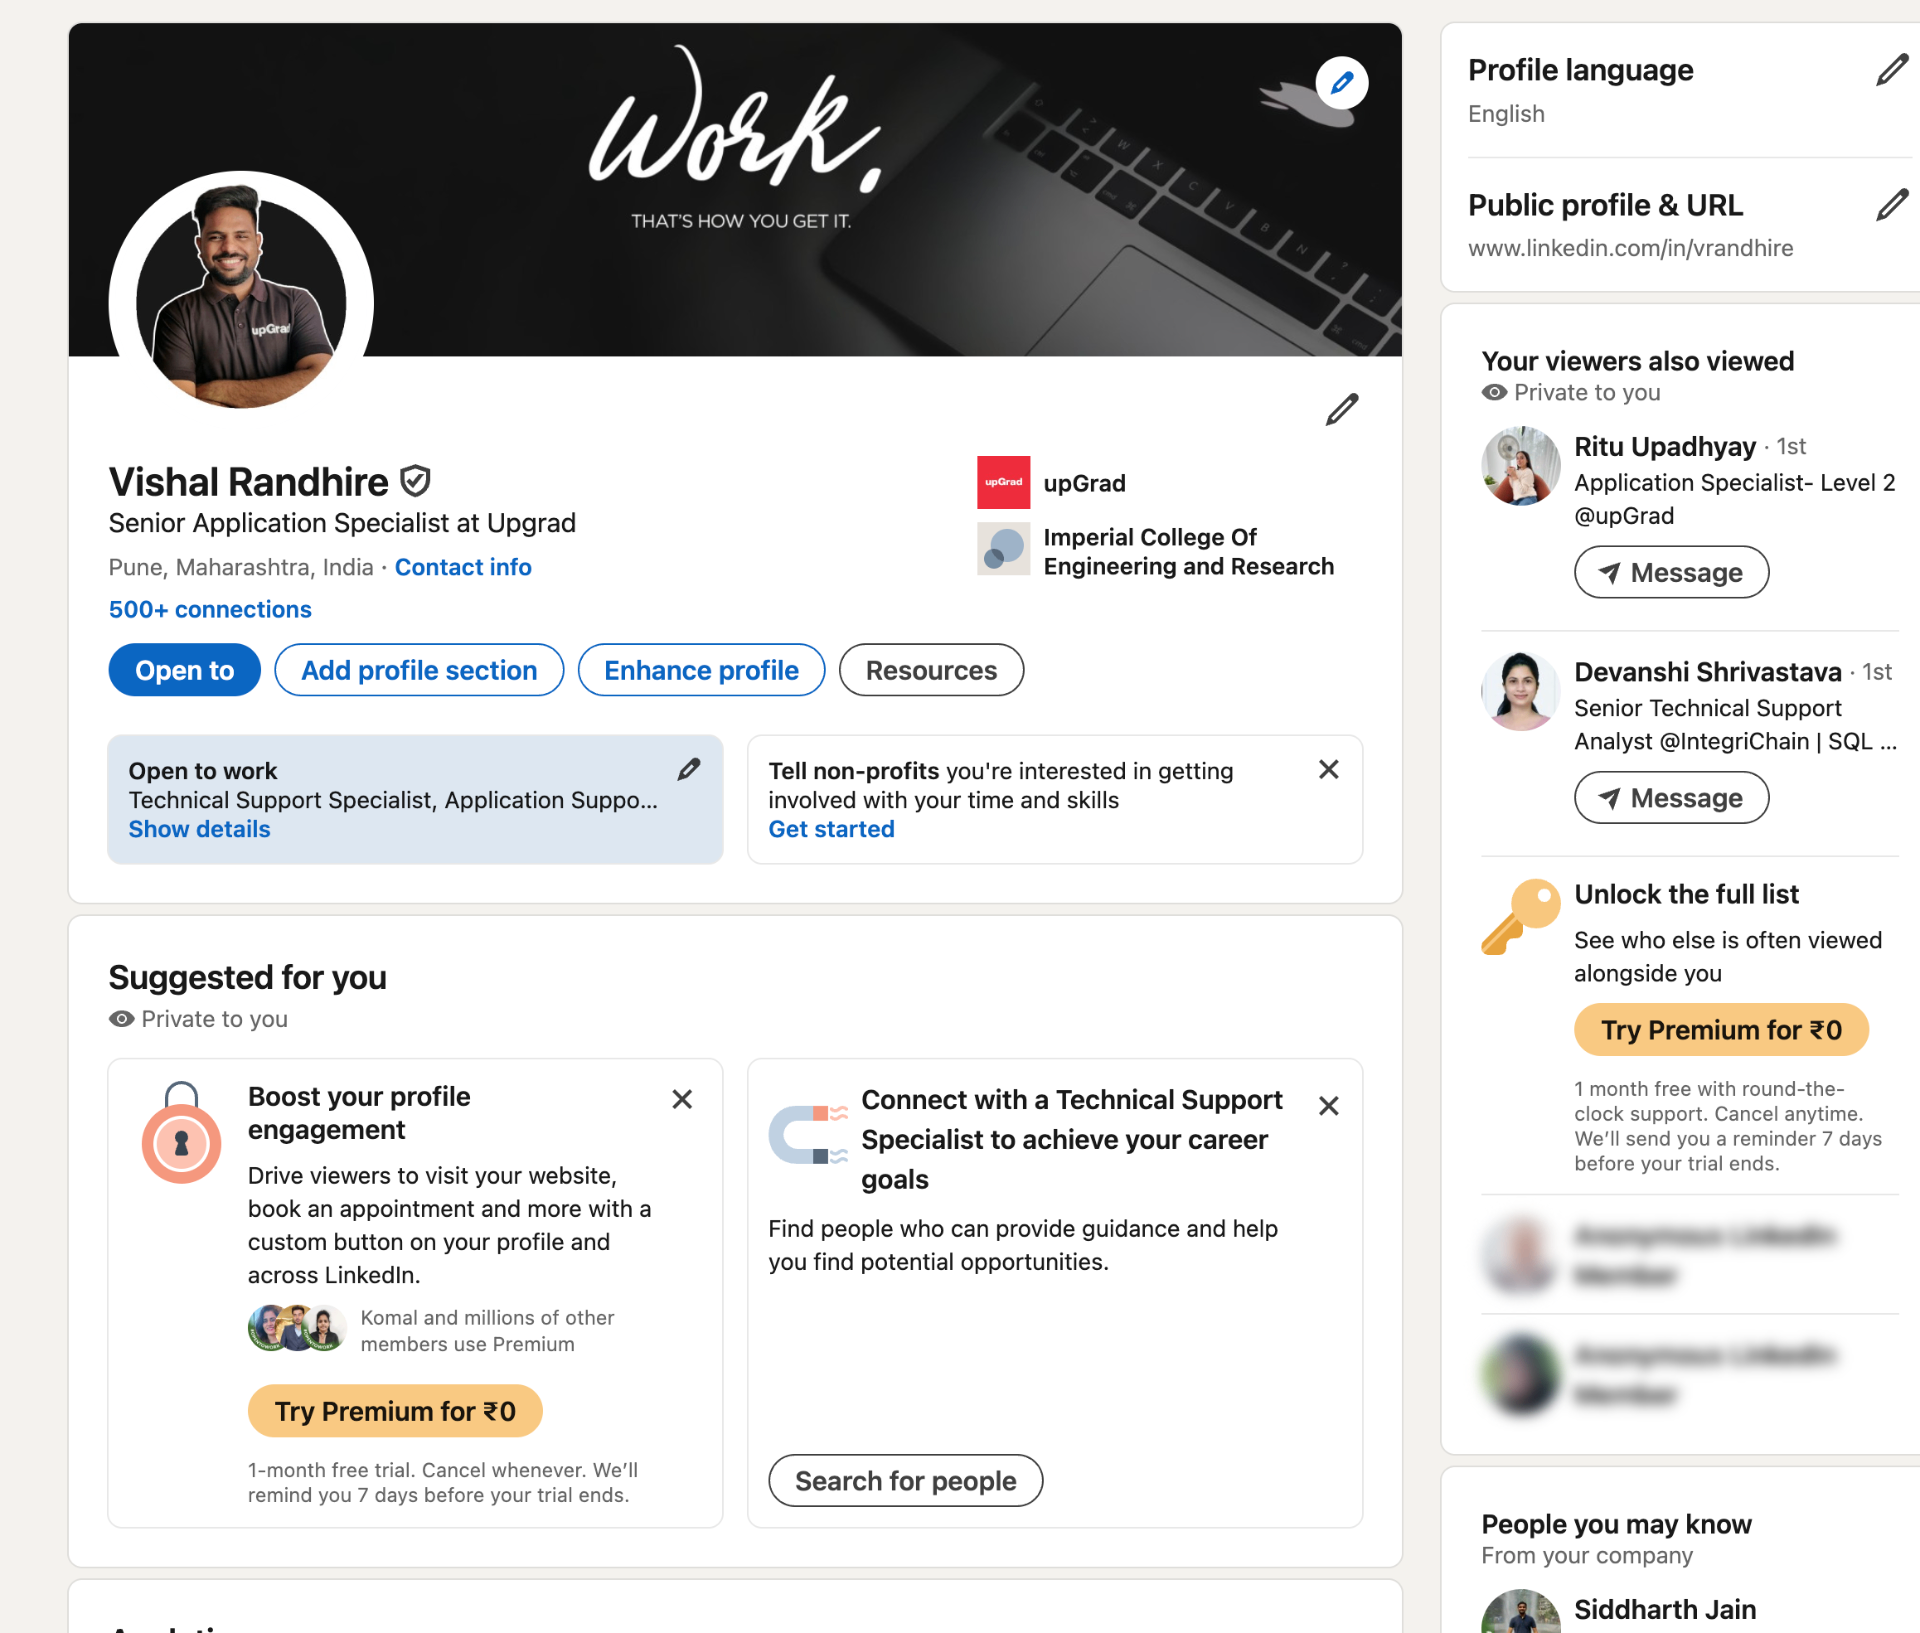 Work.
THAT'S HOW YOU GET IT.
upGrad
Vishal Randhire
Senior Application Specialist at Upgrad
Pune, Maharashtra, India · Contact info
500+ connections
upGrad
upGrad
Imperial College Of
Engineering and Research
Open to
Add profile section
Enhance profile
Resources
Open to work
Technical Support Specialist, Application Suppo...
Show details
Tell non-profits you're interested in getting
involved with your time and skills
Get started
Suggested for you
Private to you
Boost your profile
engagement
Drive viewers to visit your website,
book an appointment and more with a
custom button on your profile and
across LinkedIn.
Komal and millions of other
members use Premium
Try Premium for ₹0
1-month free trial. Cancel whenever. We'll
remind you 7 days before your trial ends.
Connect with a Technical Support
Specialist to achieve your career
goals
Find people who can provide guidance and help
you find potential opportunities.
Search for people
Profile language
English
Public profile & URL
www.linkedin.com/in/vrandhire
Your viewers also viewed
Private to you
Ritu Upadhyay · 1st
Application Specialist- Level 2
@upGrad
Message
Devanshi Shrivastava · 1st
Senior Technical Support
Analyst @IntegriChain | SQL ...
Message
Unlock the full list
See who else is often viewed
alongside you
Try Premium for ₹0
1 month free with round-the-
clock support. Cancel anytime.
We'll send you a reminder 7 days
before your trial ends.
People you may know
From your company
Siddharth Jain